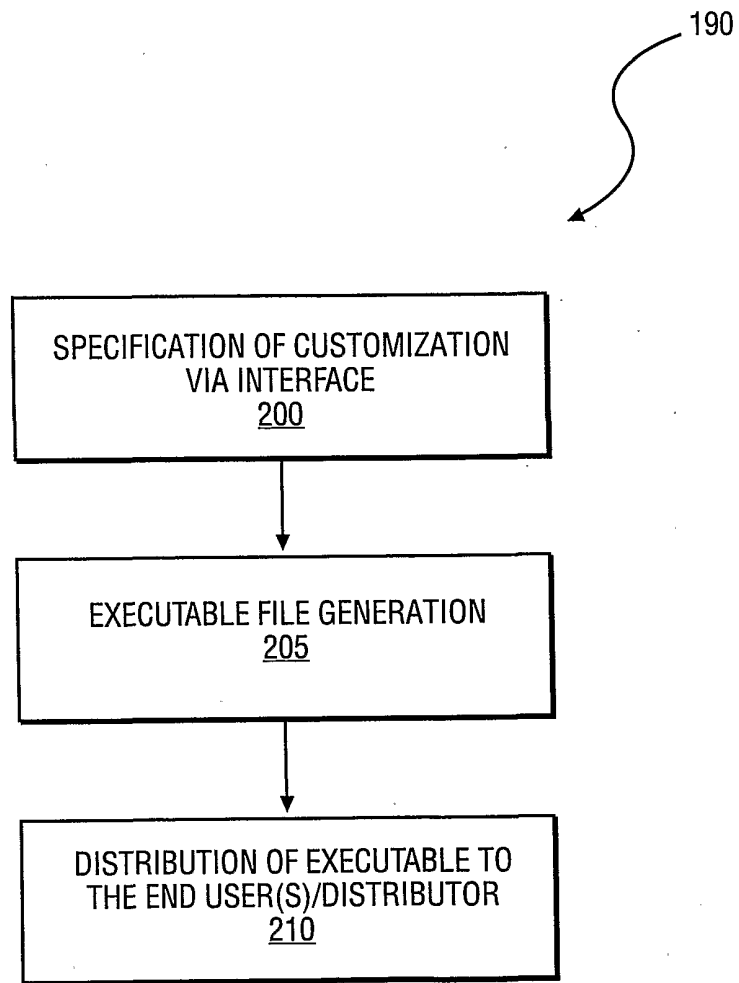 190
SPECIFICATION OF CUSTOMIZATION
VIA INTERFACE
200
EXECUTABLE FILE GENERATION
205
DISTRIBUTION OF EXECUTABLE TO
THE END USER(S)/DISTRIBUTOR
210